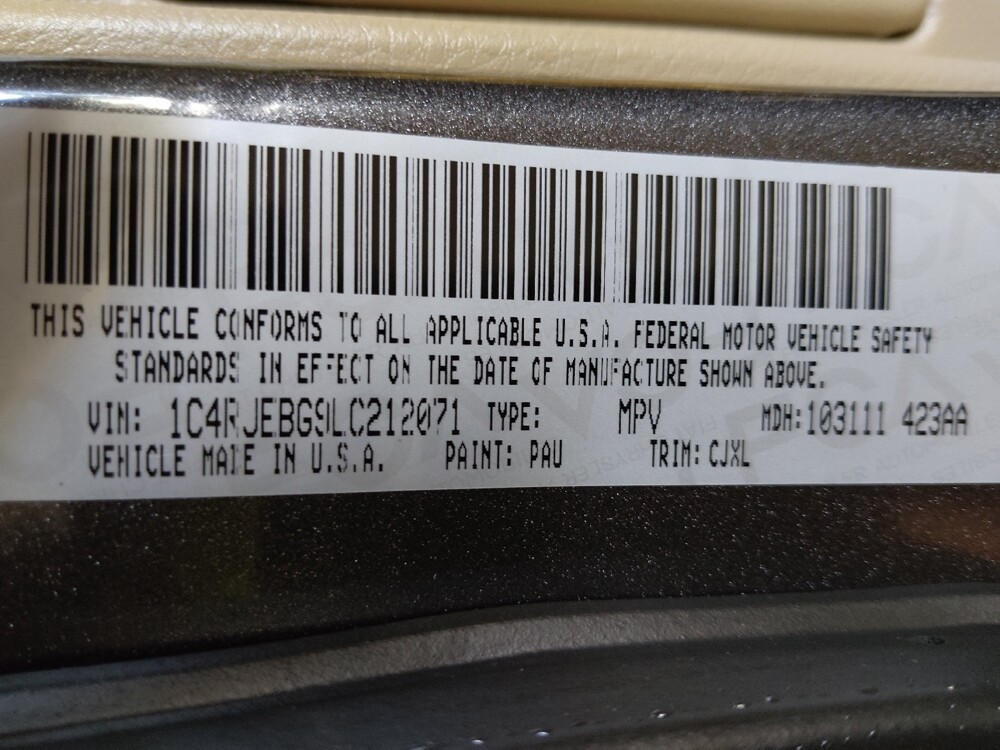 THIS VEHICLE CONFORMS TO ALL APPLICABLE U.S.A. FEDERAL MOTOR VEHICLE SAFETY
STANDARDS IN EFFECT ON THE DATE OF MANUFACTURE SHOWN ABOVE.
VIN: 1C4RJEBG9LC212071 TYPE: MPV MDH:103111 423AA
VEHICLE MADE IN U.S.A. PAINT: PAU TRIM: CJXL